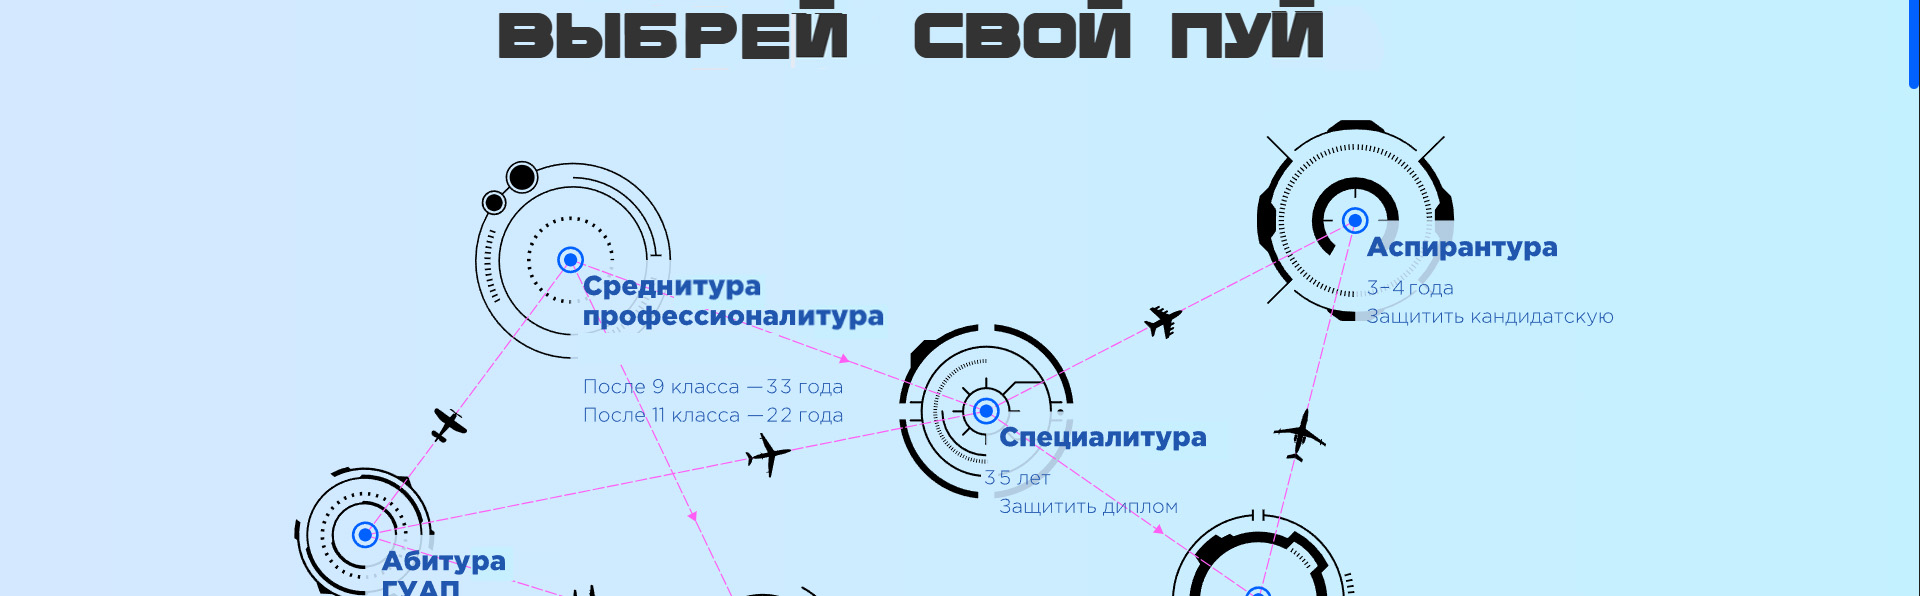 ВЫБРЕЙ СВОЙ ПУЙ
Среднитура
профессионалитура
После 9 класса —33 года
После 11 класса —22 года
Аспирантура
3–4 года
Защитить кандидатскую
Специалитура
35 лет
Защитить диплом
Абитура
ГУАП